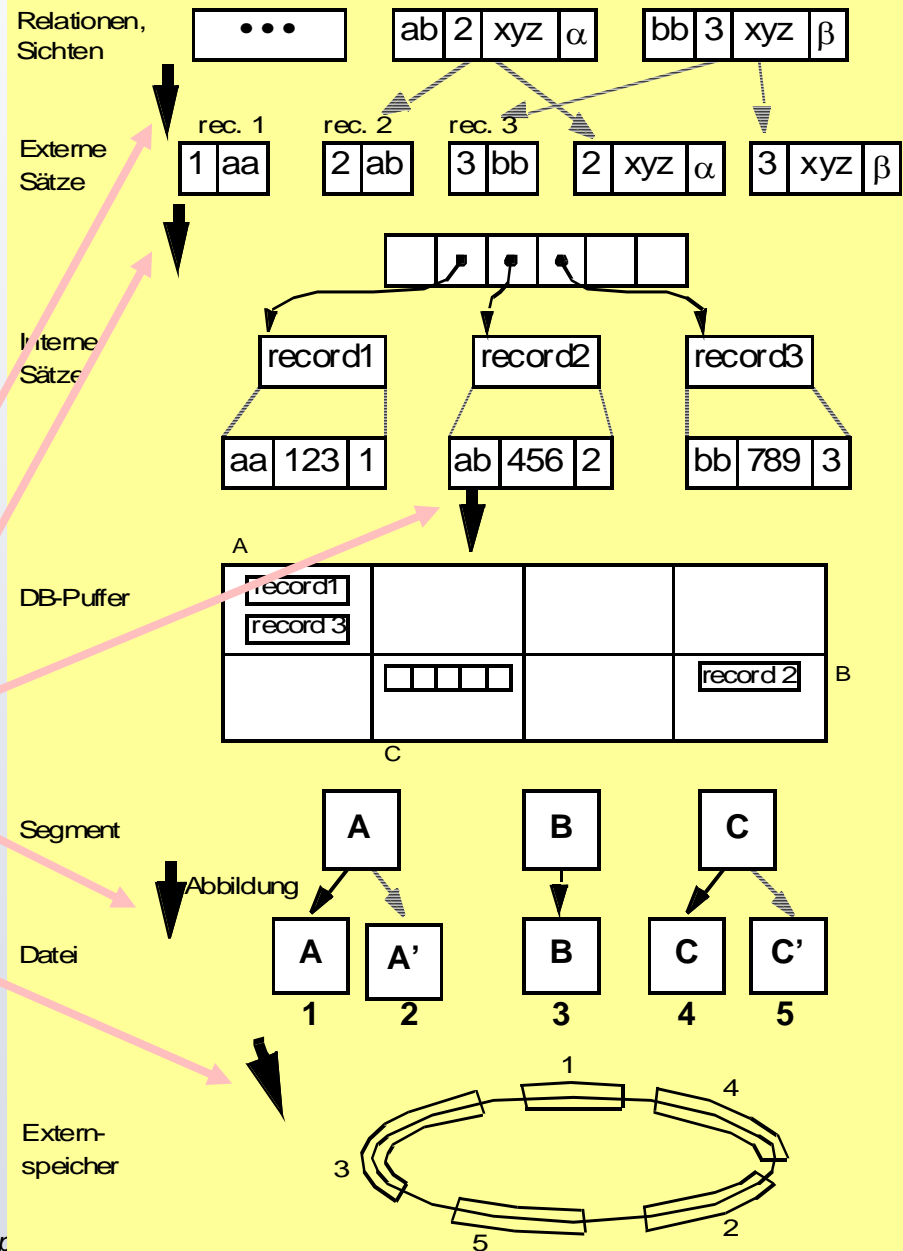 Relationen,
Sichten
••• ab 2 xyz α bb 3 xyz β
rec. 1 rec. 2 rec. 3
Externe
Sätze
1 aa 2 ab 3 bb 2 xyz α 3 xyz β
Interne
Sätze
record1 record2 record3
aa 123 1 ab 456 2 bb 789 3
A
DB-Puffer
record1
record 3
record 2 B
C
Segment
A B C
Abbildung
Datei
A A’ B C C’
1 2 3 4 5
1
4
Extern-
speicher
3
2
5